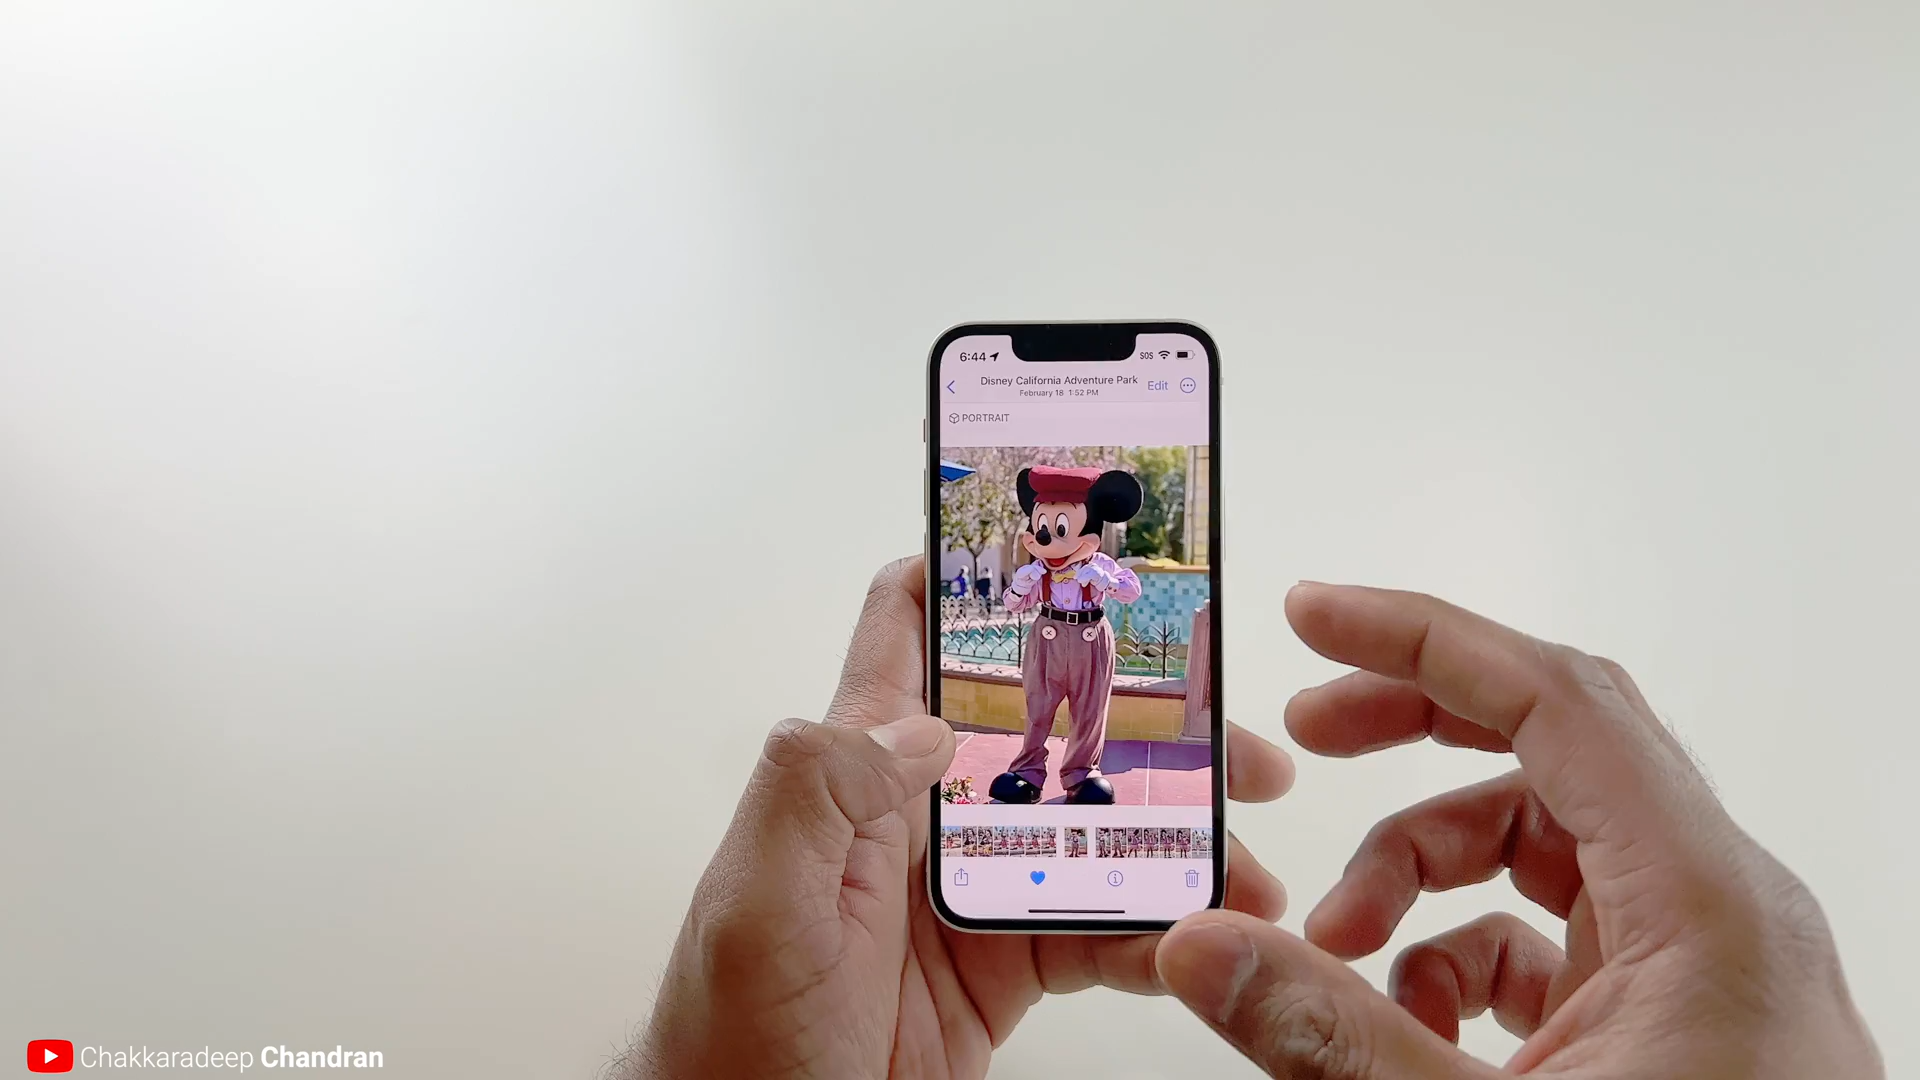 6:44
SOS
Disney California Adventure Park
February 18 1:52 PM
Edit
PORTRAIT
Chakkaradeep Chandran